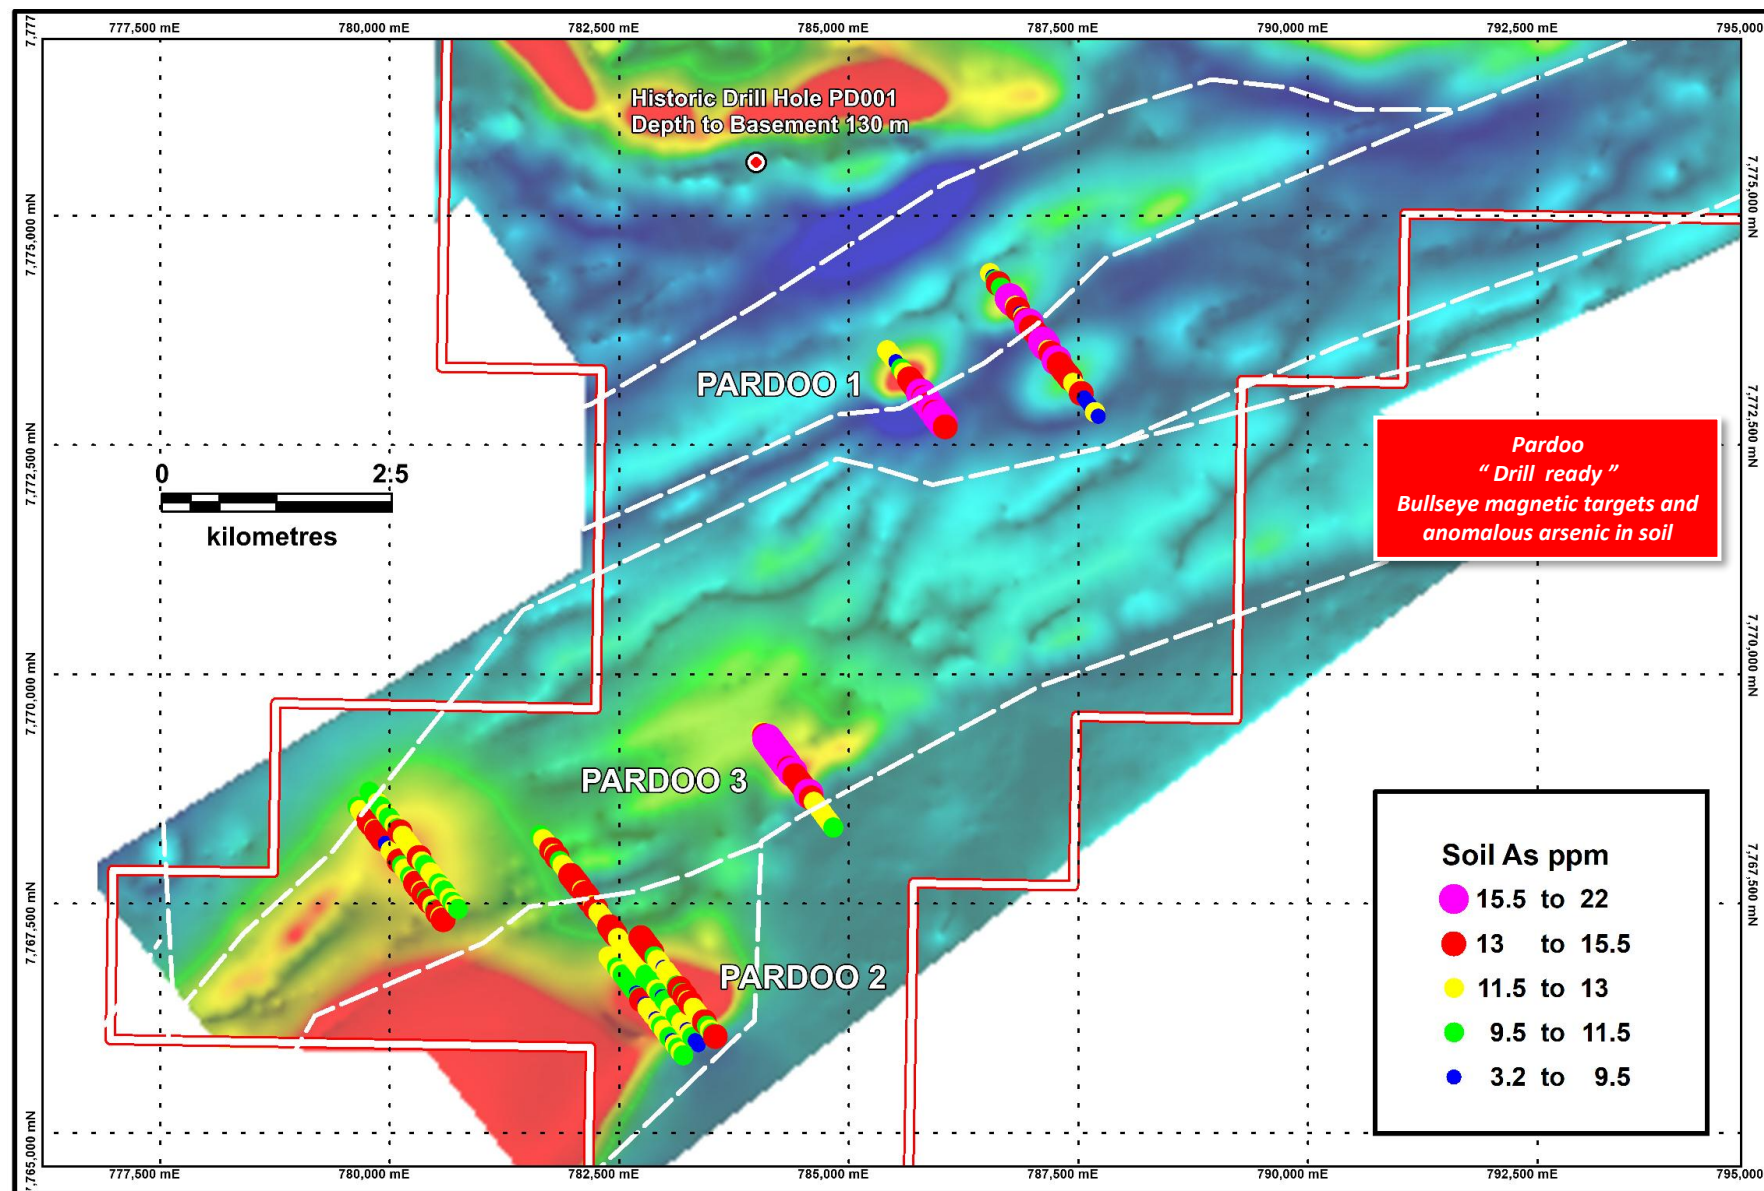 777,500 mE 780,000 mE 782,500 mE 785,000 mE 787,500 mE 790,000 mE 792,500 mE 795,000
7,777
7,775,000 mN
7,772,500 mN
7,770,000 mN
7,767,500 mN
7,765,000 mN
Historic Drill Hole PD001
Depth to Basement 130 m
7,775,000 mN
7,772,500 mN
7,770,000 mN
7,767,500 mN
PARDOO 1
0 2.5
kilometres
Pardoo
“ Drill ready ”
Bullseye magnetic targets and
anomalous arsenic in soil
PARDOO 3
PARDOO 2
Soil As ppm
15.5 to 22
13 to 15.5
11.5 to 13
9.5 to 11.5
3.2 to 9.5
777,500 mE 780,000 mE 782,500 mE 785,000 mE 787,500 mE 790,000 mE 792,500 mE 795,000